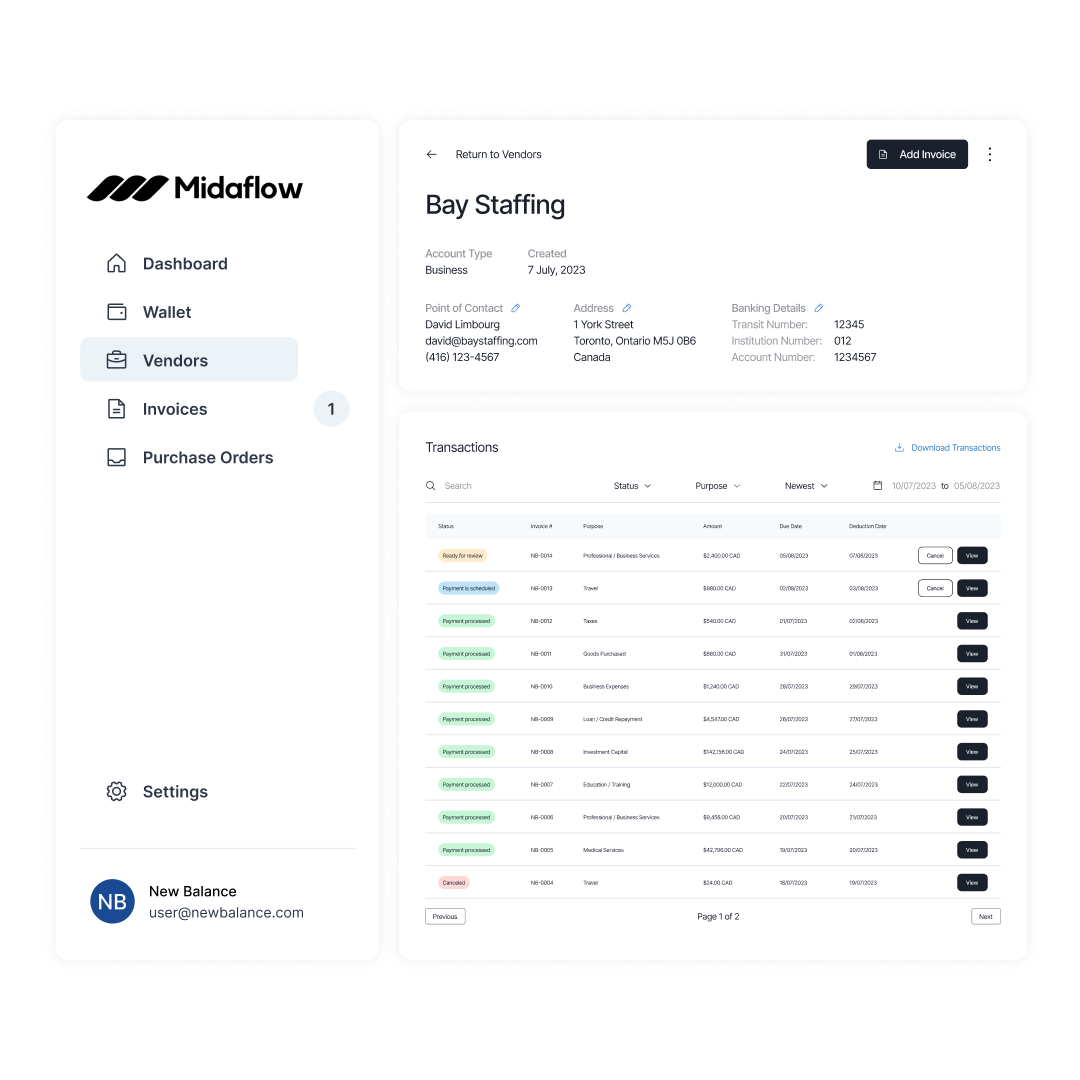 Midaflow
Dashboard
Wallet
Vendors
Invoices 1
Purchase Orders
Settings
NB
New Balance
user@newbalance.com
Return to Vendors
Add Invoice
Bay Staffing
Account Type Created
Business 7 July, 2023
Point of Contact Address Banking Details
David Limbourg 1 York Street Transit Number: 12345
david@baystaffing.com Toronto, Ontario M5J 0B6 Institution Number: 012
(416) 123-4567 Canada Account Number: 1234567
Transactions Download Transactions
Search Status Purpose Newest 10/07/2023 to 05/08/2023
Status Invoice # Purpose Amount Due Date Deduction Date
Ready for review NB-0014 Professional / Business Services $2,400.00 CAD 05/08/2023 07/08/2023 Cancel View
Payment is scheduled NB-0013 Travel $980.00 CAD 02/08/2023 03/08/2023 Cancel View
Payment processed NB-0012 Taxes $540.00 CAD 01/07/2023 02/08/2023 View
Payment processed NB-0011 Goods Purchased $860.00 CAD 31/07/2023 01/08/2023 View
Payment processed NB-0010 Business Expenses $1,240.00 CAD 28/07/2023 29/07/2023 View
Payment processed NB-0009 Loan / Credit Repayment $4,547.00 CAD 26/07/2023 27/07/2023 View
Payment processed NB-0008 Investment Capital $142,156.00 CAD 24/07/2023 25/07/2023 View
Payment processed NB-0007 Education / Training $12,000.00 CAD 22/07/2023 24/07/2023 View
Payment processed NB-0006 Professional / Business Services $9,456.00 CAD 20/07/2023 21/07/2023 View
Payment processed NB-0005 Medical Services $42,796.00 CAD 19/07/2023 20/07/2023 View
Canceled NB-0004 Travel $24.00 CAD 18/07/2023 19/07/2023 View
Previous Page 1 of 2 Next